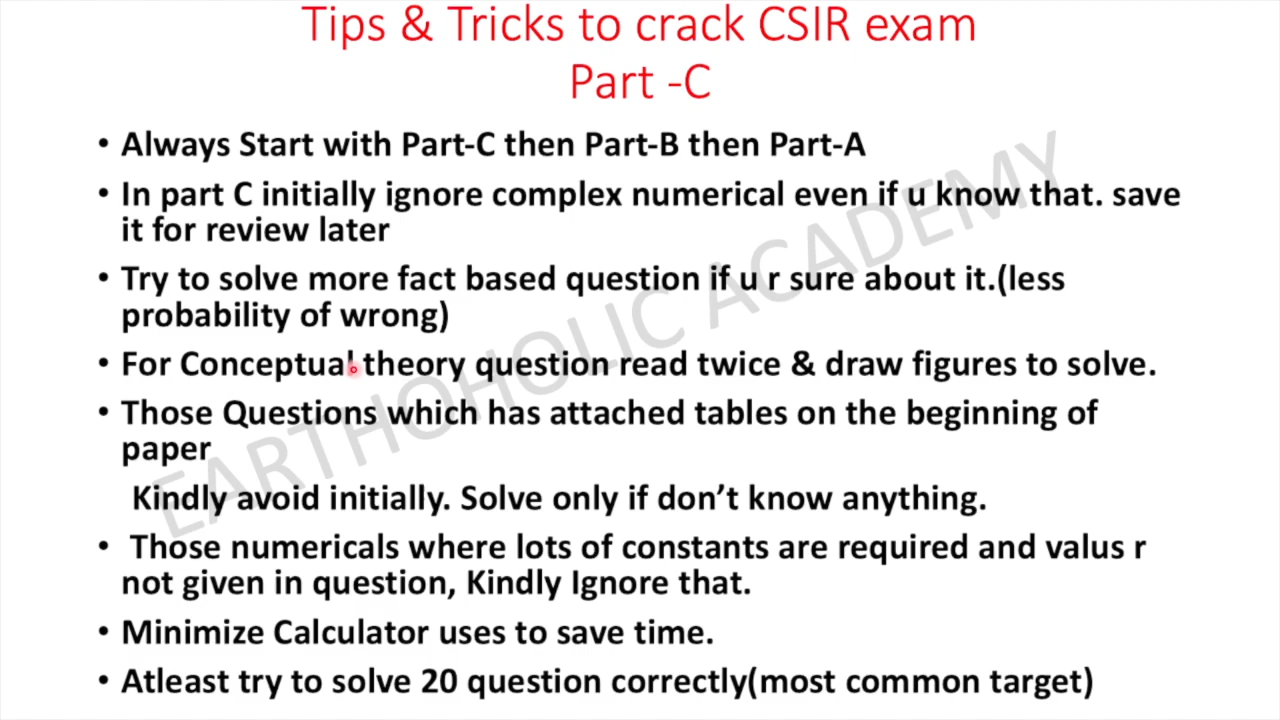 Tips & Tricks to crack CSIR exam
Part -C
• Always Start with Part-C then Part-B then Part-A
• In part C initially ignore complex numerical even if u know that. save
it for review later
• Try to solve more fact based question if u r sure about it.(less
probability of wrong)
• For Conceptual theory question read twice & draw figures to solve.
• Those Questions which has attached tables on the beginning of
paper
Kindly avoid initially. Solve only if don’t know anything.
• Those numericals where lots of constants are required and valus r
not given in question, Kindly Ignore that.
• Minimize Calculator uses to save time.
• Atleast try to solve 20 question correctly(most common target)
EARTHOHOLIC ACADEMY